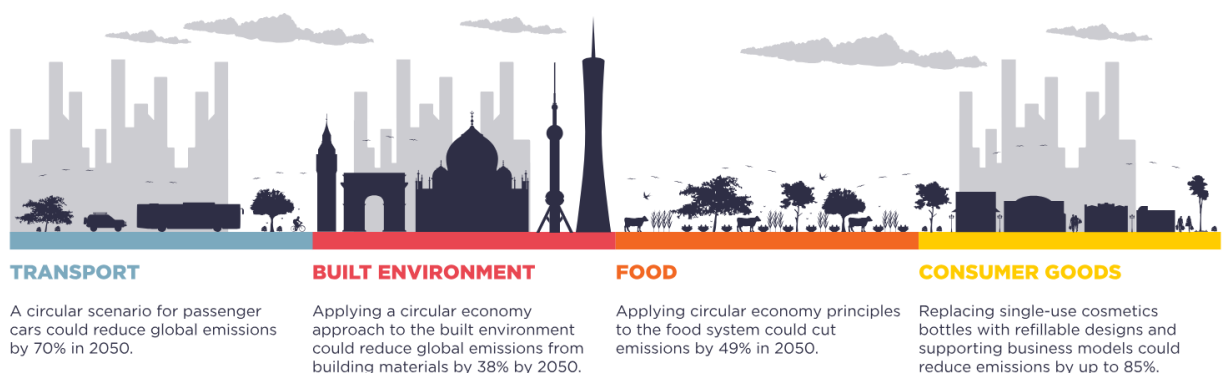 TRANSPORT
A circular scenario for passenger
cars could reduce global emissions
by 70% in 2050.
BUILT ENVIRONMENT
Applying a circular economy
approach to the built environment
could reduce global emissions from
building materials by 38% by 2050.
FOOD
Applying circular economy principles
to the food system could cut
emissions by 49% in 2050.
CONSUMER GOODS
Replacing single-use cosmetics
bottles with refillable designs and
supporting business models could
reduce emissions by up to 85%.